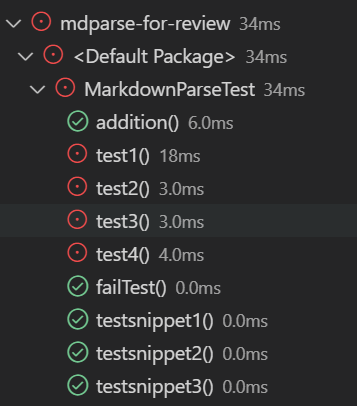 mdparse-for-review 34ms
<Default Package> 34ms
MarkdownParseTest 34ms
addition() 6.0ms
test1() 18ms
test2() 3.0ms
test3() 3.0ms
test4() 4.0ms
failTest() 0.0ms
testsnippet1() 0.0ms
testsnippet2() 0.0ms
testsnippet3() 0.0ms